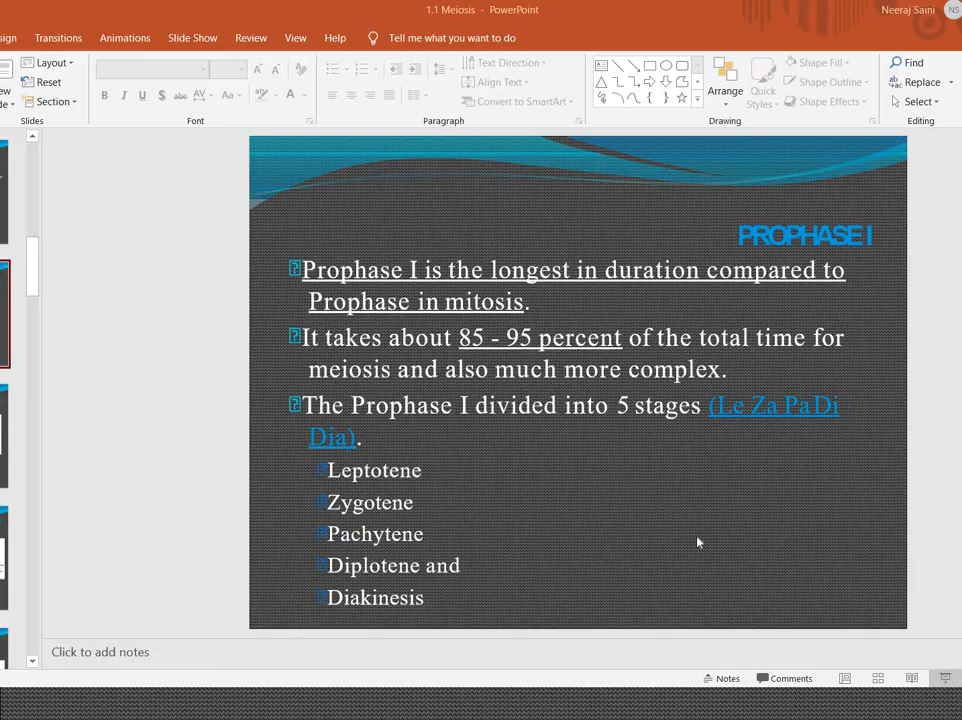 1.1 Meiosis - PowerPoint
Neeraj Saini
NS
sign Transitions Animations Slide Show Review View Help Tell me what you want to do
Layout
Reset
Section
Slides
B I U S abc AV Aa A
Font
Text Direction
Align Text
Convert to SmartArt
Paragraph
Arrange
Quick
Styles
Shape Fill
Shape Outline
Shape Effects
Drawing
Find
Replace
Select
Editing
PROPHASE I
Prophase I is the longest in duration compared to
Prophase in mitosis.
It takes about 85 - 95 percent of the total time for
meiosis and also much more complex.
The Prophase I divided into 5 stages (Le Za Pa Di
Dia).
Leptotene
Zygotene
Pachytene
Diplotene and
Diakinesis
Click to add notes
Notes Comments